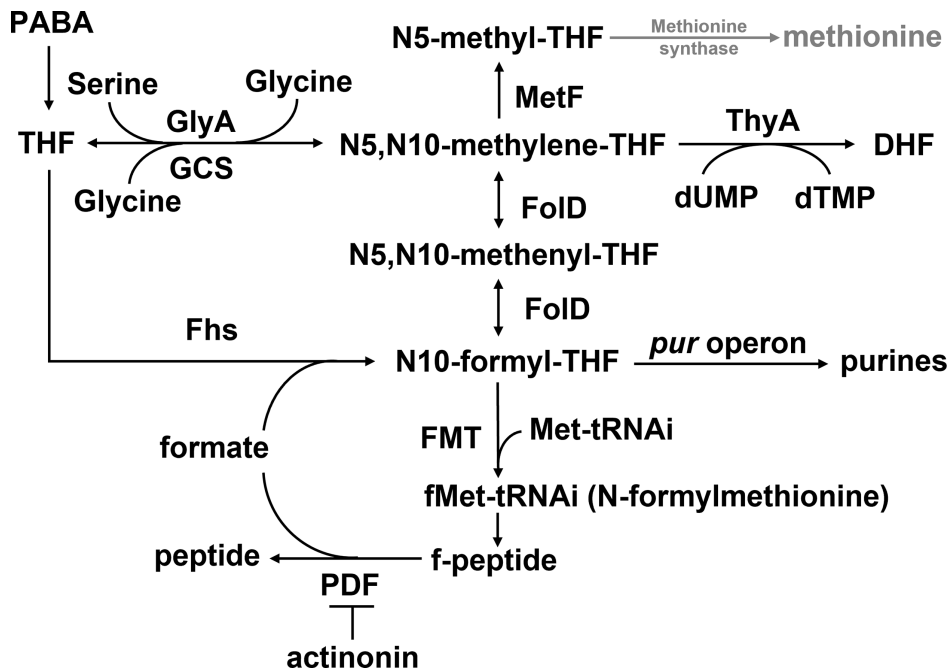 PABA
N5-methyl-THF
Methionine
synthase
methionine
Serine
Glycine
MetF
THF
GlyA
GCS
N5,N10-methylene-THF
ThyA
DHF
Glycine
dUMP
dTMP
FolD
N5,N10-methenyl-THF
FolD
Fhs
N10-formyl-THF
pur operon
purines
formate
FMT
Met-tRNAi
fMet-tRNAi (N-formylmethionine)
peptide
f-peptide
PDF
actinonin